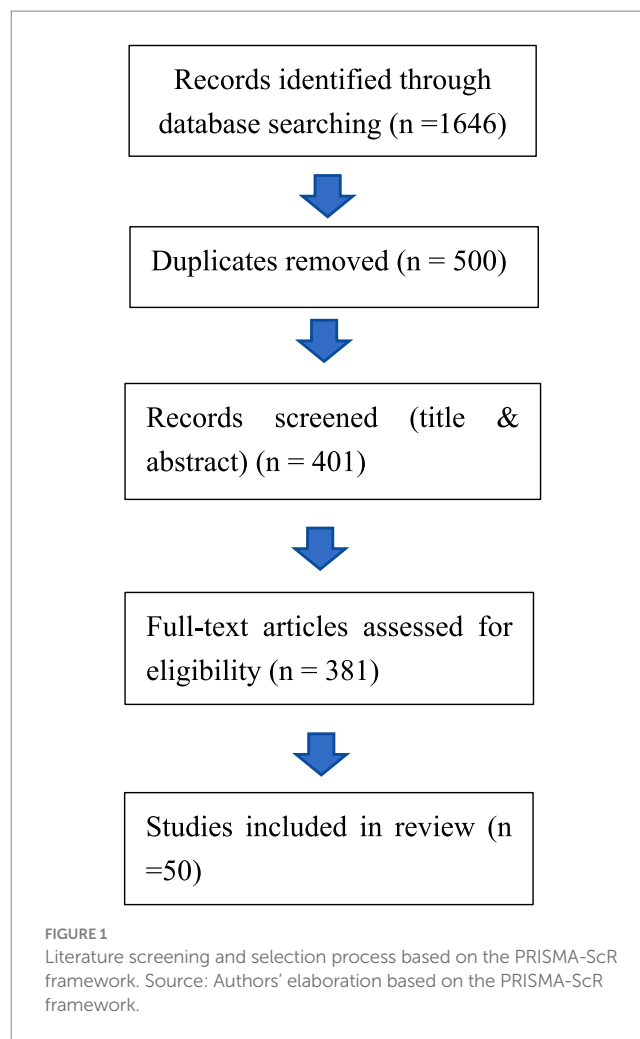 Records identified through
database searching (n =1646)
Duplicates removed (n = 500)
Records screened (title &
abstract) (n = 401)
Full-text articles assessed for
eligibility (n = 381)
Studies included in review (n
=50)
FIGURE 1
Literature screening and selection process based on the PRISMA-ScR
framework. Source: Authors’ elaboration based on the PRISMA-ScR
framework.